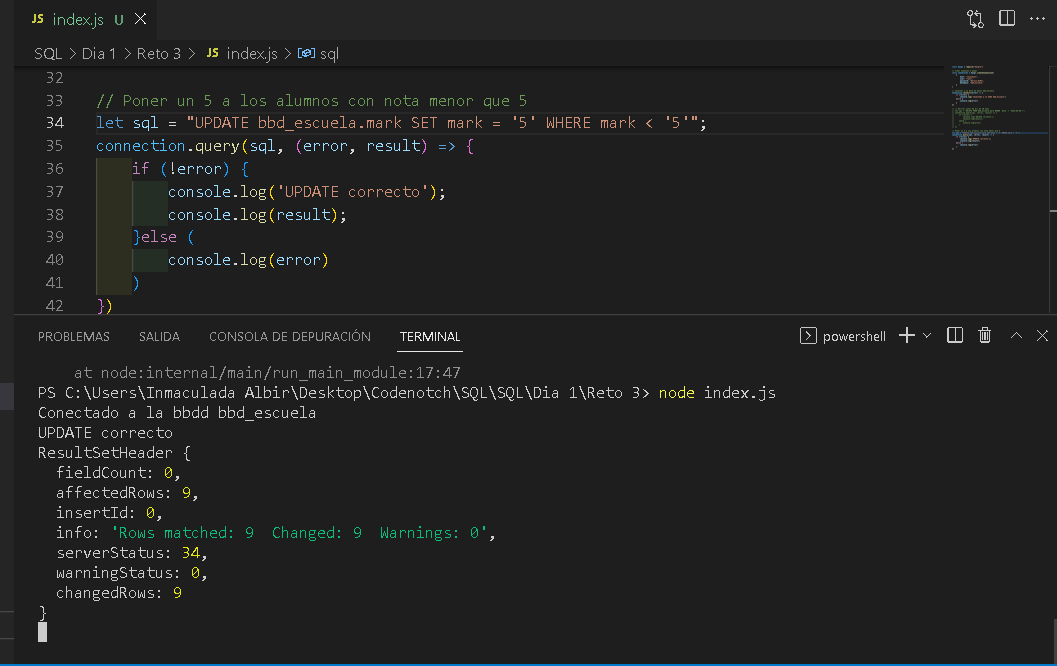 JS index.js U
SQL > Dia 1 > Reto 3 > JS index.js > sql
32
33 // Poner un 5 a los alumnos con nota menor que 5
34 let sql = "UPDATE bbd_escuela.mark SET mark = '5' WHERE mark < '5'";
35 connection.query(sql, (error, result) => {
36 if (!error) {
37 console.log('UPDATE correcto');
38 console.log(result);
39 }else (
40 console.log(error)
41 )
42 })
PROBLEMAS SALIDA CONSOLA DE DEPURACIÓN TERMINAL powershell
at node:internal/main/run_main_module:17:47
PS C:\Users\Inmaculada Albir\Desktop\Codenotch\SQL\SQL\Dia 1\Reto 3> node index.js
Conectado a la bbdd bbd_escuela
UPDATE correcto
ResultSetHeader {
fieldCount: 0,
affectedRows: 9,
insertId: 0,
info: 'Rows matched: 9  Changed: 9  Warnings: 0',
serverStatus: 34,
warningStatus: 0,
changedRows: 9
}